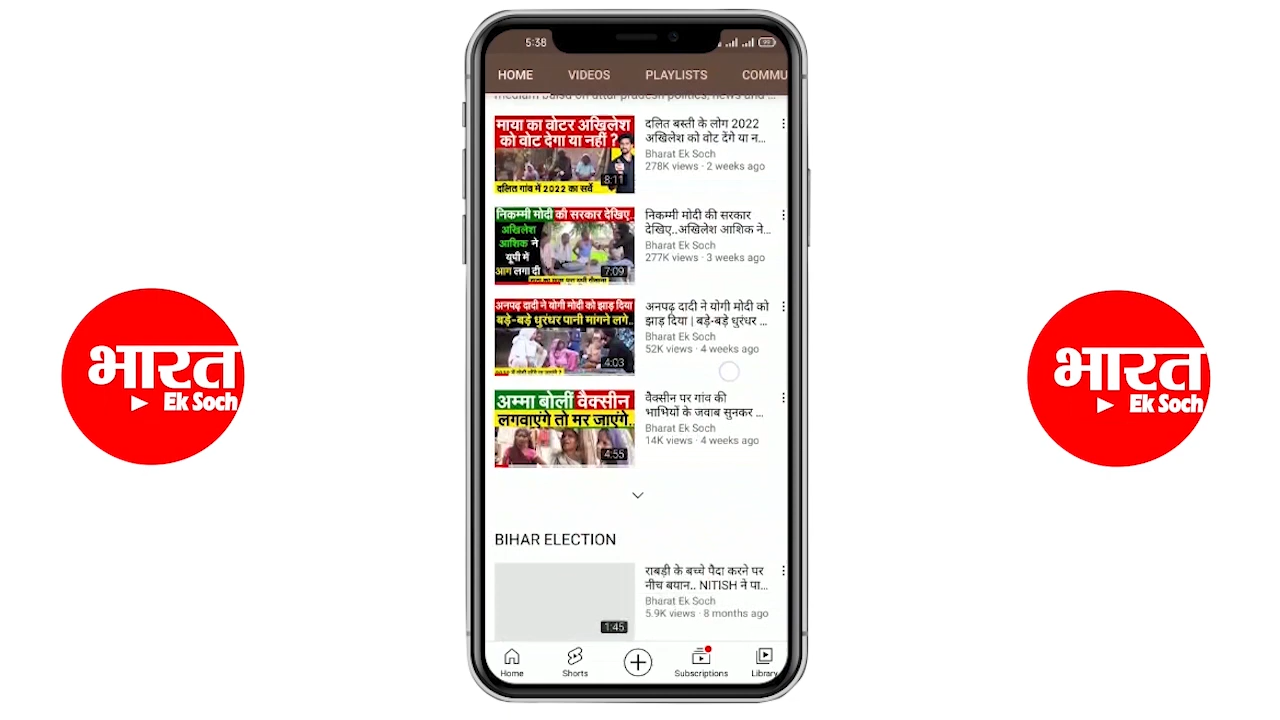 5:38
HOME VIDEOS PLAYLISTS COMMU
माया का वोटर अखिलेश
को वोट देगा या नहीं ?
दलित गांव में 2022 का सर्वे
8:11
दलित बस्ती के लोग 2022
अखिलेश को वोट देंगे या न...
Bharat Ek Soch
278K views · 2 weeks ago
निकम्मी मोदी की सरकार देखिए..
अखिलेश
आशिक ने
यूपी में
आग लगा दी
7:09
निकम्मी मोदी की सरकार
देखिए..अखिलेश आशिक ने...
Bharat Ek Soch
277K views · 3 weeks ago
अनपढ़ दादी ने योगी मोदी को झाड़ दिया
बड़े-बड़े धुरंधर पानी मांगने लगे..
4:03
अनपढ़ दादी ने योगी मोदी को
झाड़ दिया | बड़े-बड़े धुरंधर ...
Bharat Ek Soch
52K views · 4 weeks ago
अम्मा बोलीं वैक्सीन
लगवाएंगे तो मर जाएंगे..
4:55
वैक्सीन पर गांव की
भाभियों के जवाब सुनकर ...
Bharat Ek Soch
14K views · 4 weeks ago
BIHAR ELECTION
1:45
राबड़ी के बच्चे पैदा करने पर
नीच बयान.. NITISH ने पा...
Bharat Ek Soch
5.9K views · 8 months ago
Home Shorts Subscriptions Library
भारत
Ek Soch
भारत
Ek Soch